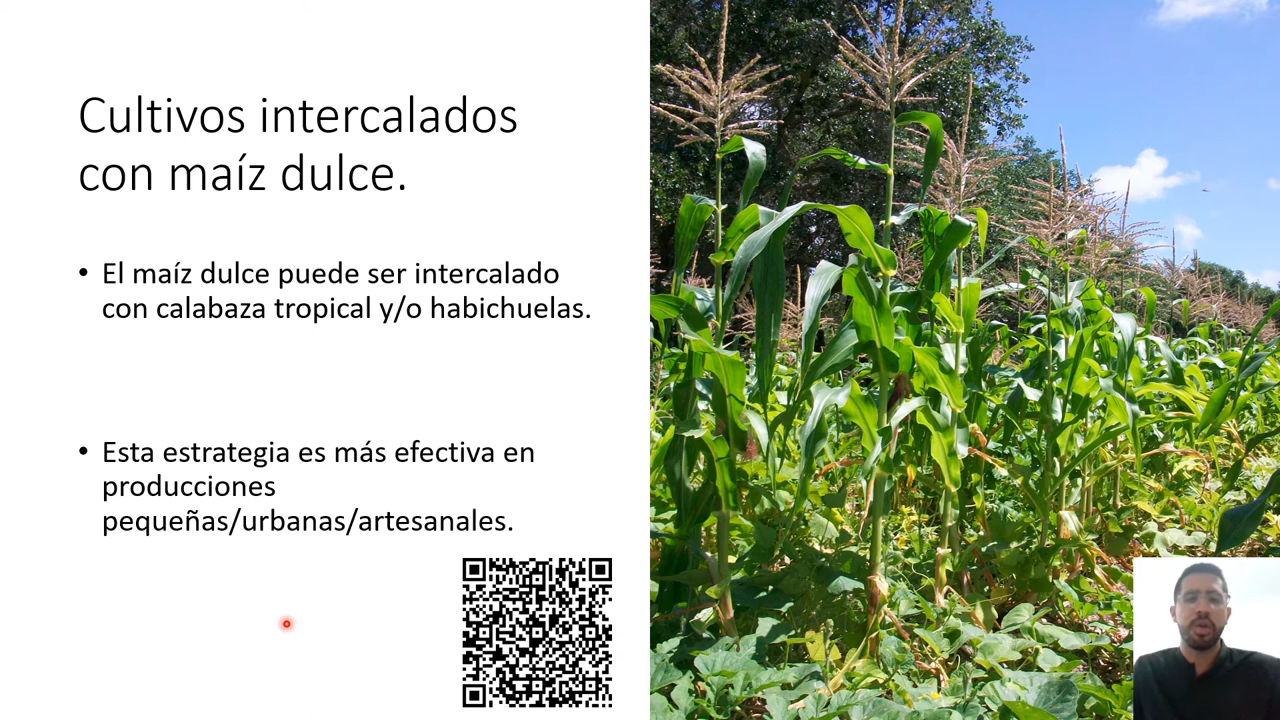 Cultivos intercalados
con maíz dulce.
• El maíz dulce puede ser intercalado
con calabaza tropical y/o habichuelas.
• Esta estrategia es más efectiva en
producciones
pequeñas/urbanas/artesanales.